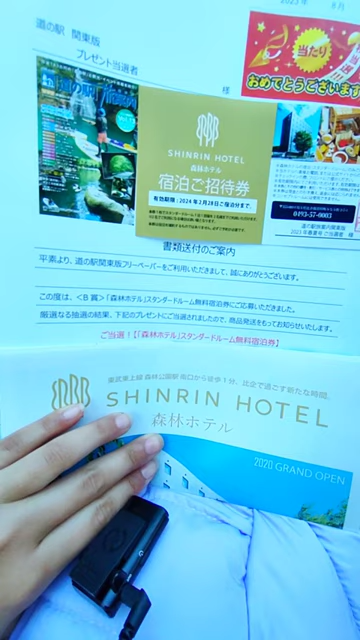 2023年 8月
道の駅 関東版
プレゼント当選者
様
当たり
おめでとうございます
道の駅
SHINRIN HOTEL
森林ホテル
宿泊ご招待券
有効期間：2024年2月28日ご宿泊分まで
0493-57-0003
書類送付のご案内
平素より、道の駅関東版フリーペーパーをご利用いただきまして、誠にありがとうございます。
この度は、<B賞>「森林ホテル」スタンダードルーム無料宿泊券にご応募いただきました。
厳選なる抽選の結果、下記のプレゼントに当選されましたので、商品発送をもってお知らせいたします。
ご当選！【「森林ホテル」スタンダードルーム無料宿泊券】
東武東上線 森林公園駅 南口から徒歩1分、比企で過ごす新たな時間。
SHINRIN HOTEL
森林ホテル
2020 GRAND OPEN